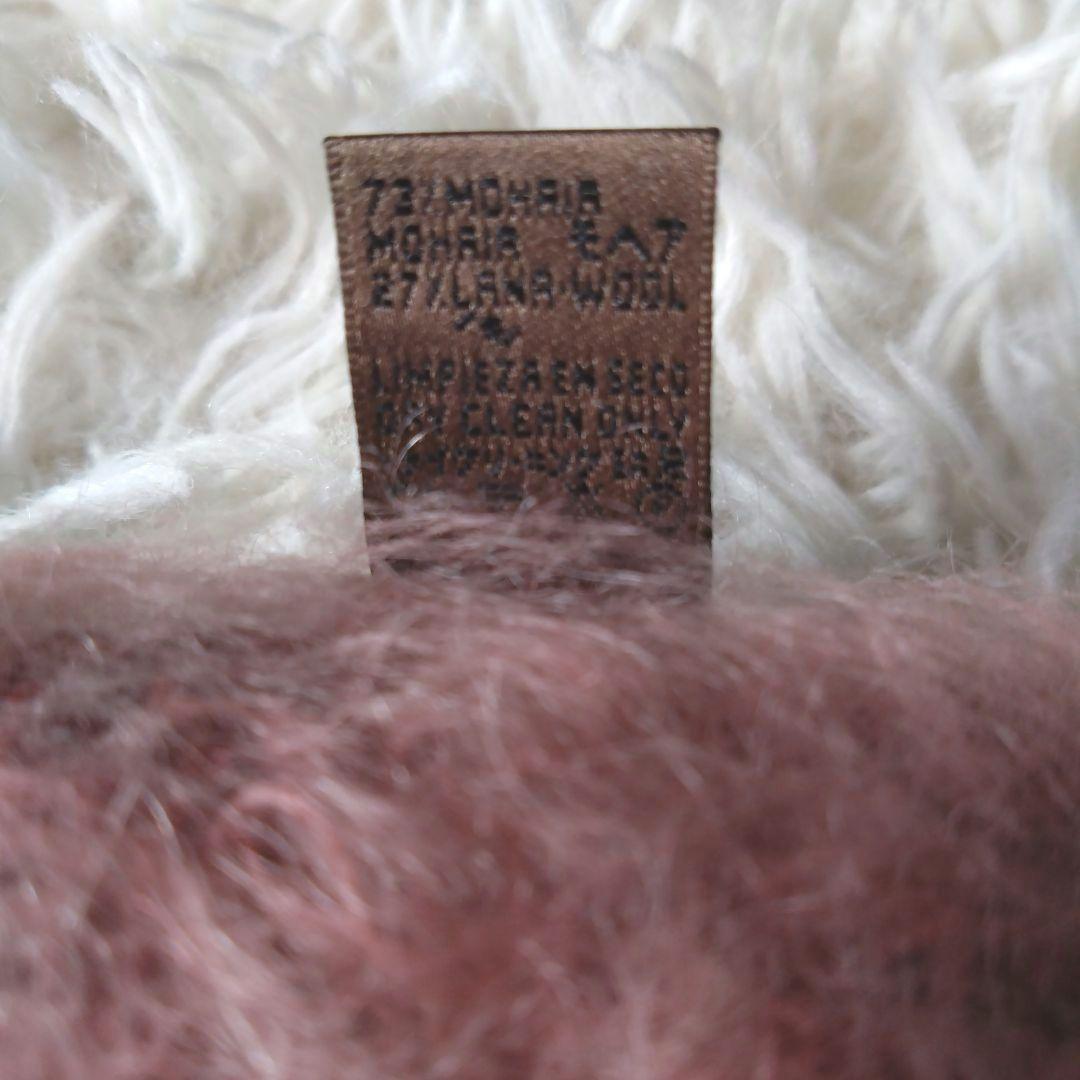 73% MOHAIR
MOHAIR モヘア
27% LANA-WOOL
LIMPIEZA EN SECO
DRY CLEAN ONLY